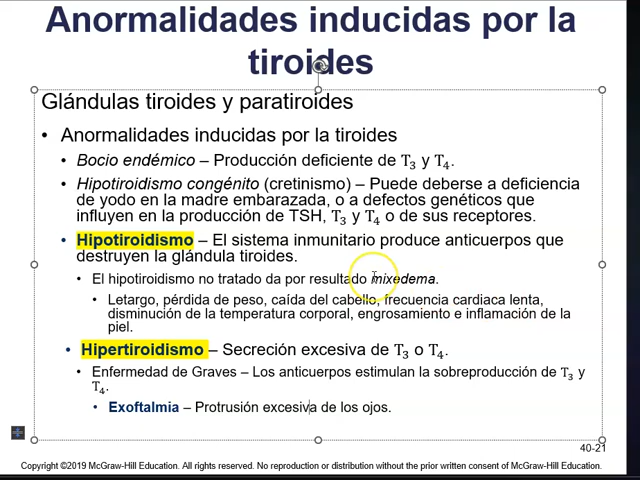 Anormalidades inducidas por la
tiroides
Glándulas tiroides y paratiroides
• Anormalidades inducidas por la tiroides
• Bocio endémico – Producción deficiente de T₃ y T₄.
• Hipotiroidismo congénito (cretinismo) – Puede deberse a deficiencia
de yodo en la madre embarazada, o a defectos genéticos que
influyen en la producción de TSH, T₃ y T₄ o de sus receptores.
• Hipotiroidismo – El sistema inmunitario produce anticuerpos que
destruyen la glándula tiroides.
• El hipotiroidismo no tratado da por resultado mixedema.
• Letargo, pérdida de peso, caída del cabello, frecuencia cardiaca lenta,
disminución de la temperatura corporal, engrosamiento e inflamación de la
piel.
• Hipertiroidismo – Secreción excesiva de T₃ o T₄.
• Enfermedad de Graves – Los anticuerpos estimulan la sobreproducción de T₃ y
T₄.
• Exoftalmia – Protrusión excesiva de los ojos.
40-21
Copyright ©2019 McGraw-Hill Education. All rights reserved. No reproduction or distribution without the prior written consent of McGraw-Hill Education.